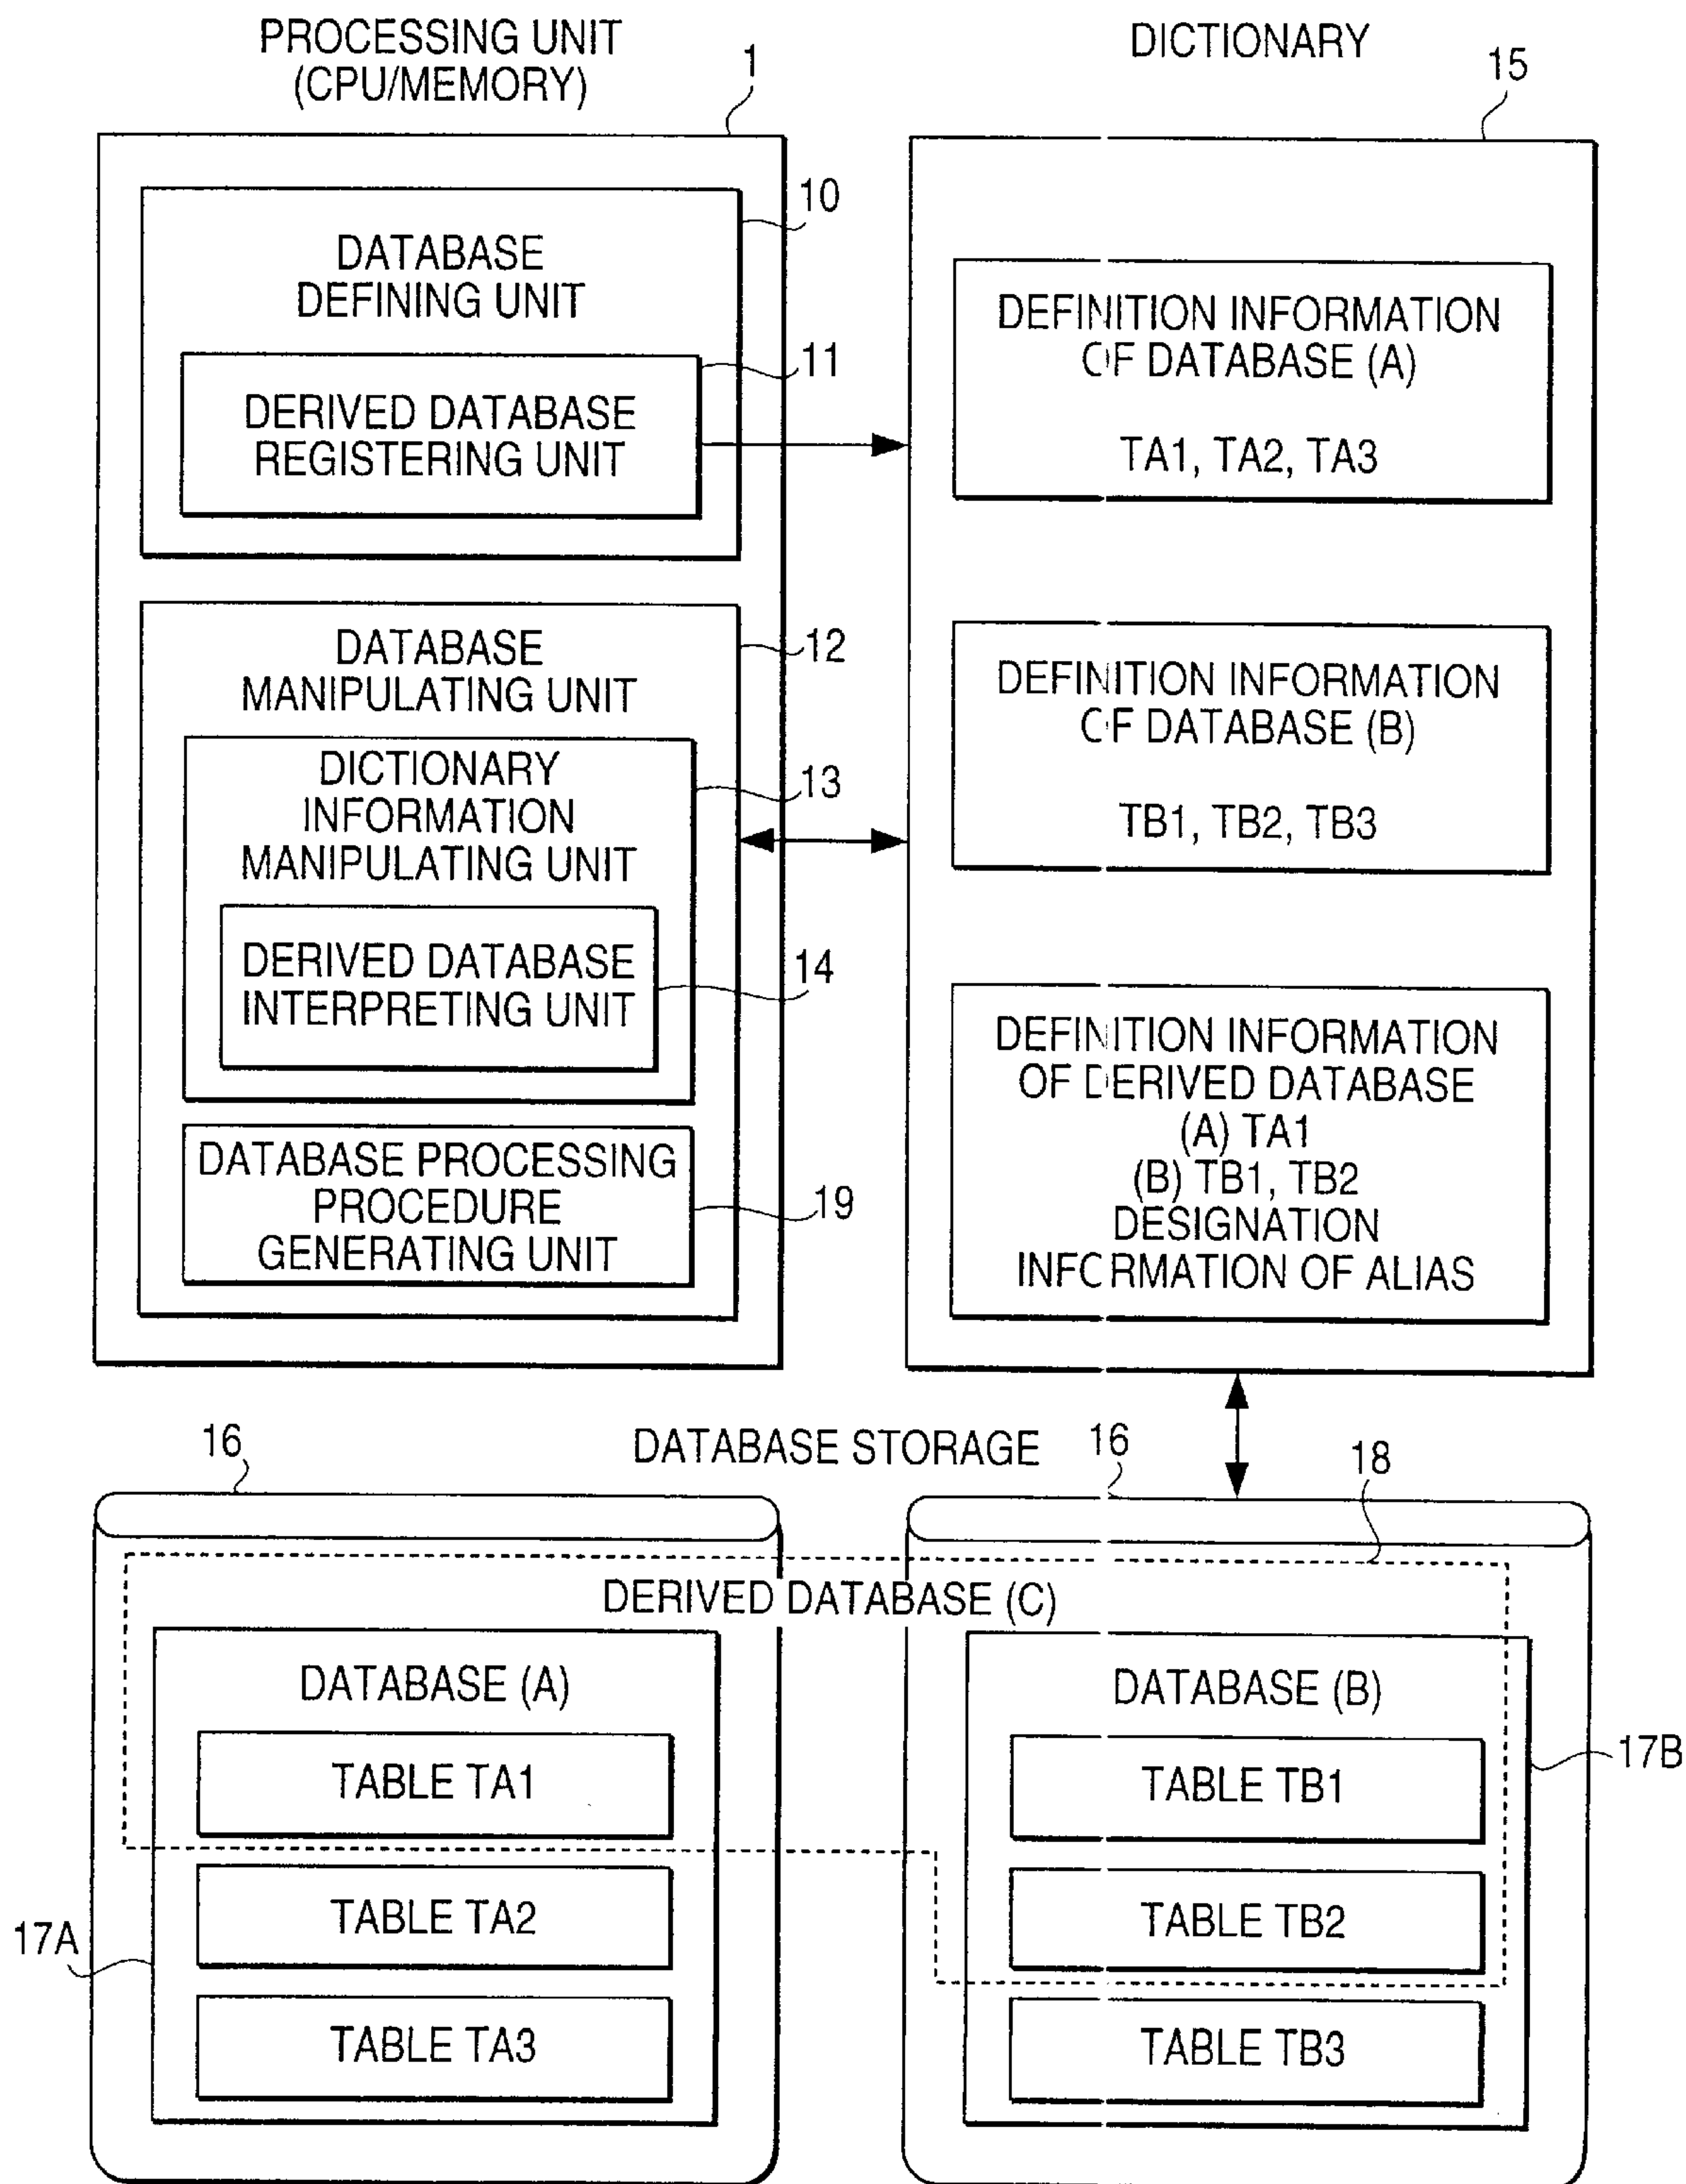 PROCESSING UNIT
(CPU/MEMORY)
1
10
DATABASE
DEFINING UNIT
11
DERIVED DATABASE
REGISTERING UNIT
DATABASE
MANIPULATING UNIT
12
DICTIONARY
INFORMATION
MANIPULATING UNIT
13
DERIVED DATABASE
INTERPRETING UNIT
14
DATABASE PROCESSING
PROCEDURE
GENERATING UNIT
19
DICTIONARY
15
DEFINITION INFORMATION
OF DATABASE (A)
TA1, TA2, TA3
DEFINITION INFORMATION
OF DATABASE (B)
TB1, TB2, TB3
DEFINITION INFORMATION
OF DERIVED DATABASE
(A) TA1
(B) TB1, TB2
DESIGNATION
INFORMATION OF ALIAS
16
DATABASE STORAGE
16
18
DERIVED DATABASE (C)
DATABASE (A)
TABLE TA1
TABLE TA2
TABLE TA3
17A
DATABASE (B)
TABLE TB1
TABLE TB2
TABLE TB3
17B